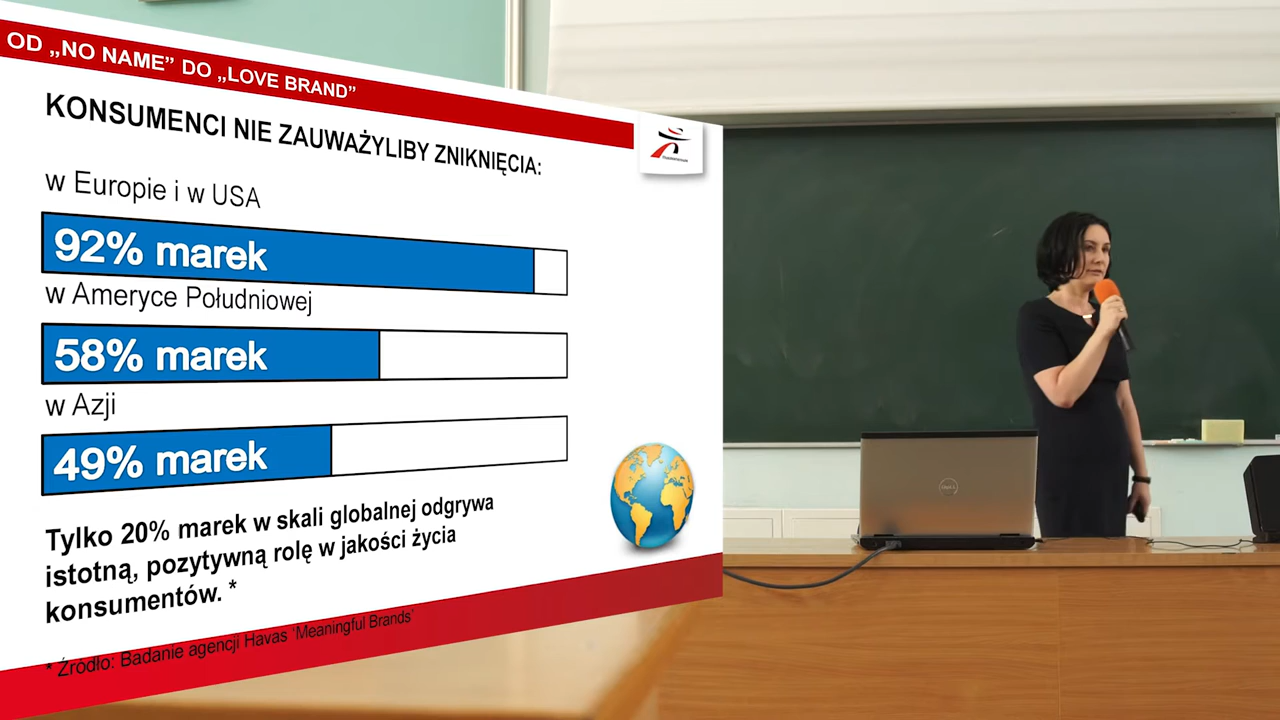 OD „NO NAME” DO „LOVE BRAND”
KONSUMENCI NIE ZAUWAŻYLIBY ZNIKNIĘCIA:
w Europie i w USA
92% marek
w Ameryce Południowej
58% marek
w Azji
49% marek
Tylko 20% marek w skali globalnej odgrywa
istotną, pozytywną rolę w jakości życia
konsumentów. *
* Źródło: Badanie agencji Havas ‘Meaningful Brands’
DELL